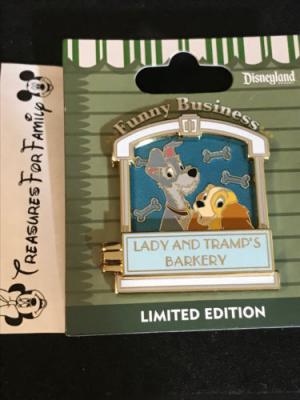 Disneyland
Funny Business
LADY AND TRAMP'S
BARKERY
LIMITED EDITION
TREASURES FOR FAMILY